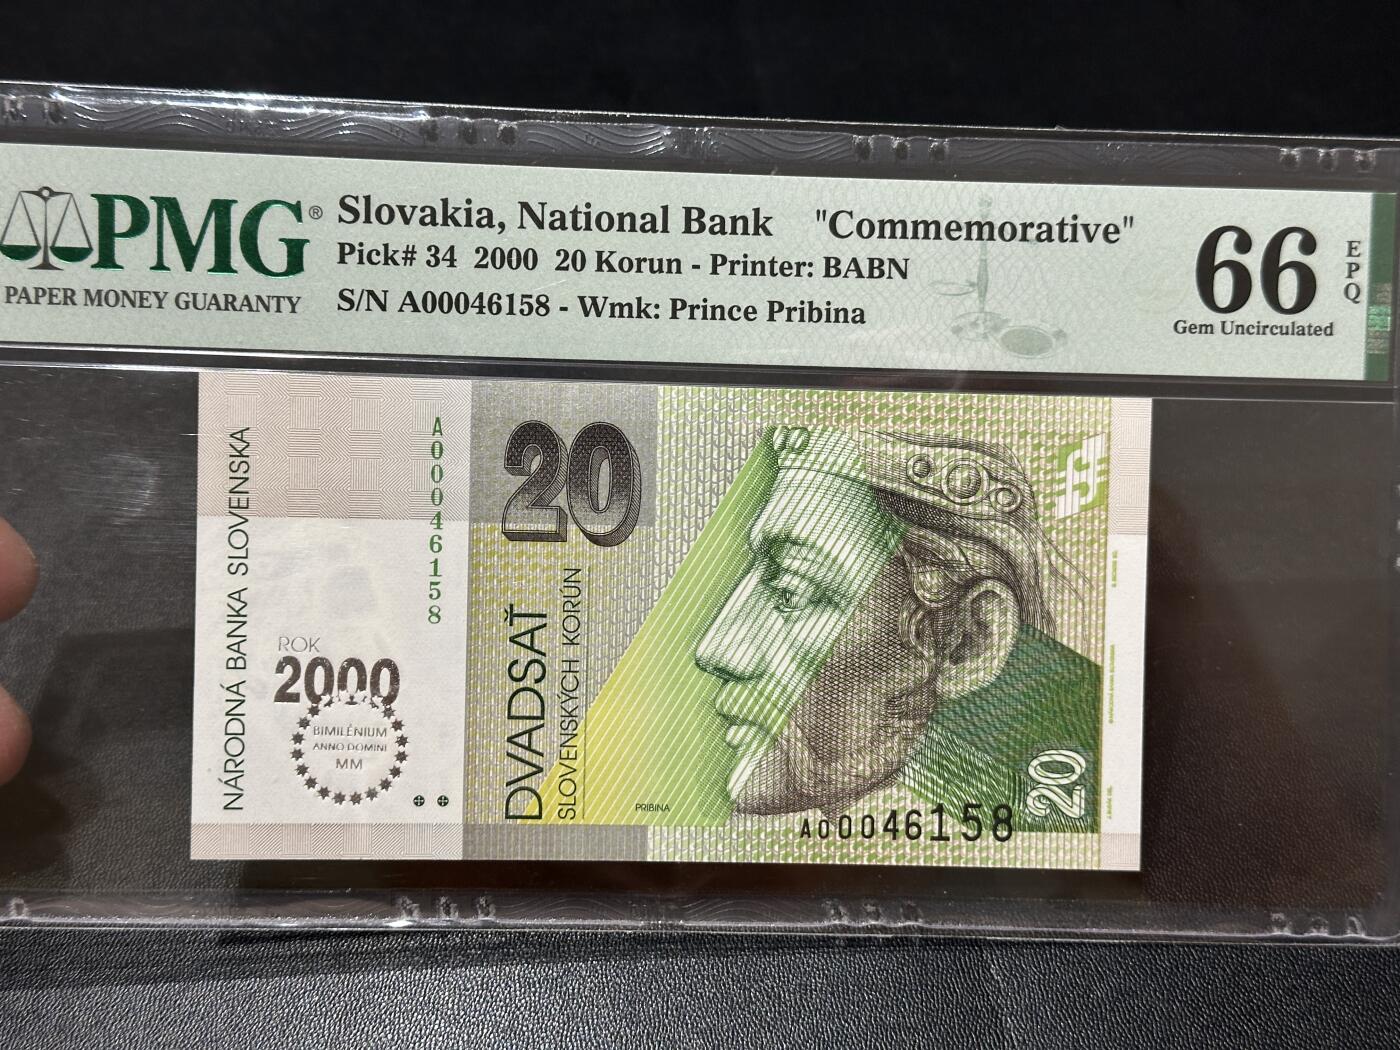 PMG®
PAPER MONEY GUARANTY
Slovakia, National Bank "Commemorative"
Pick# 34 2000 20 Korun - Printer: BABN
S/N A00046158 - Wmk: Prince Pribina
66
EPQ
Gem Uncirculated
NÁRODNÁ BANKA SLOVENSKA
A00046158
ROK
2000
BIMILÉNIUM
ANNO DOMINI
MM
20
DVADSAŤ
SLOVENSKÝCH KORÚN
PRIBINA
A00046158
20